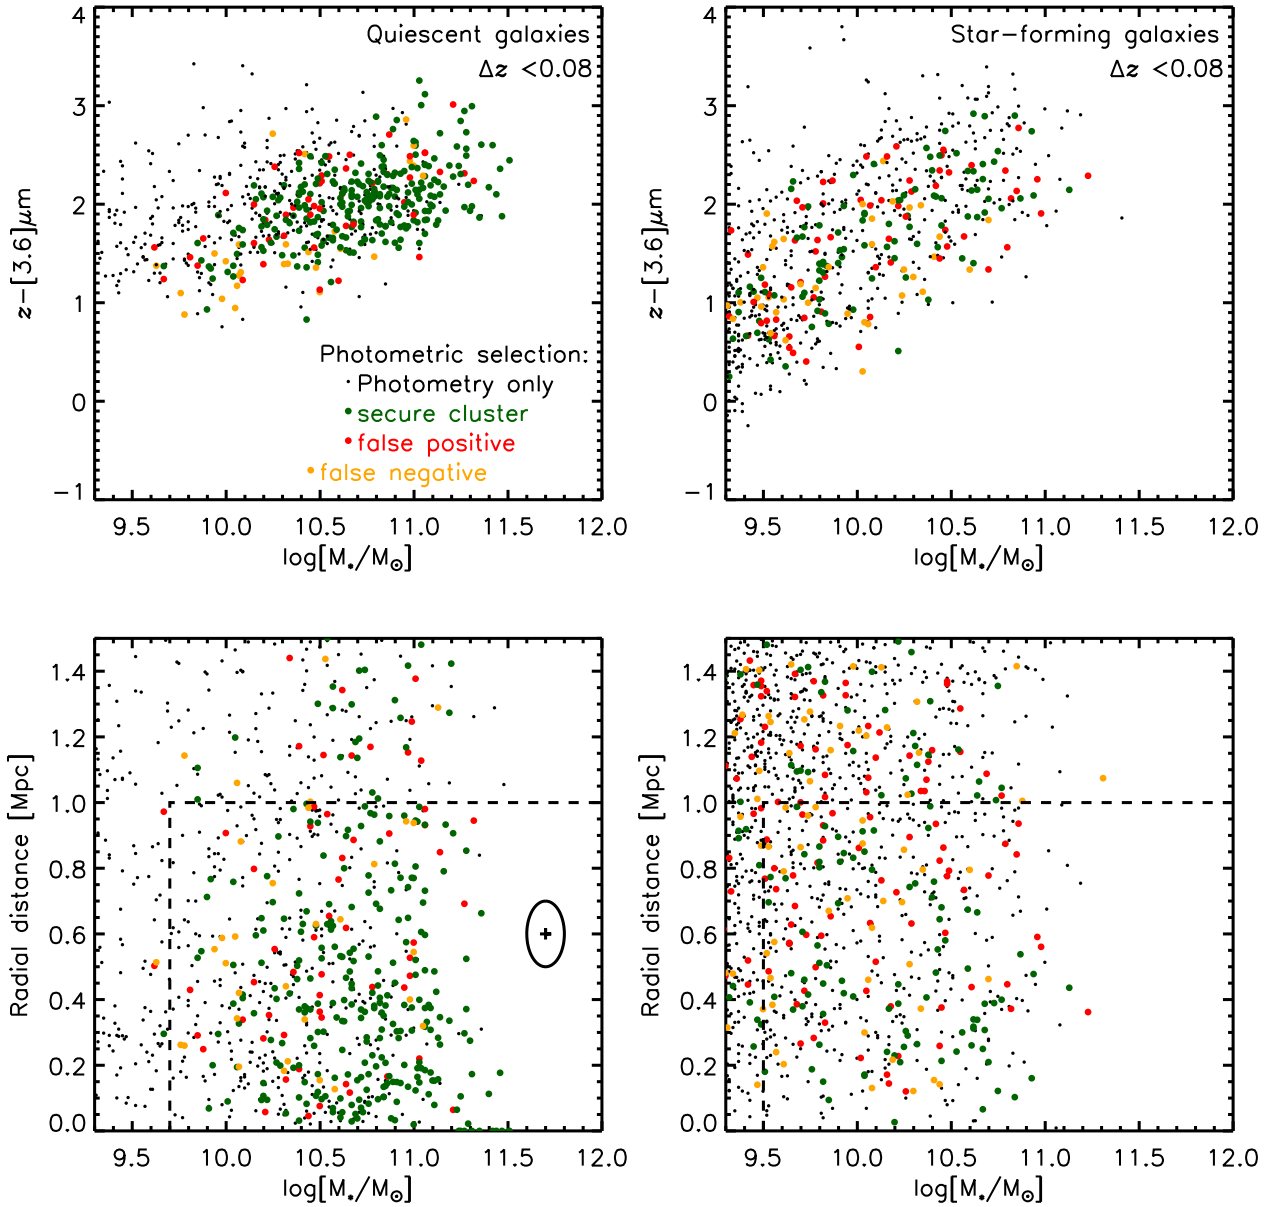 Quiescent galaxies
Δz <0.08
4
3
2
1
0
−1
z−[3.6]μm
Photometric selection:
Photometry only
secure cluster
false positive
false negative
9.5 10.0 10.5 11.0 11.5 12.0
log[M*/M⊙]
Star−forming galaxies
Δz <0.08
4
3
2
1
0
−1
z−[3.6]μm
9.5 10.0 10.5 11.0 11.5 12.0
log[M*/M⊙]
1.4
1.2
1.0
0.8
0.6
0.4
0.2
0.0
Radial distance [Mpc]
9.5 10.0 10.5 11.0 11.5 12.0
log[M*/M⊙]
1.4
1.2
1.0
0.8
0.6
0.4
0.2
0.0
Radial distance [Mpc]
9.5 10.0 10.5 11.0 11.5 12.0
log[M*/M⊙]